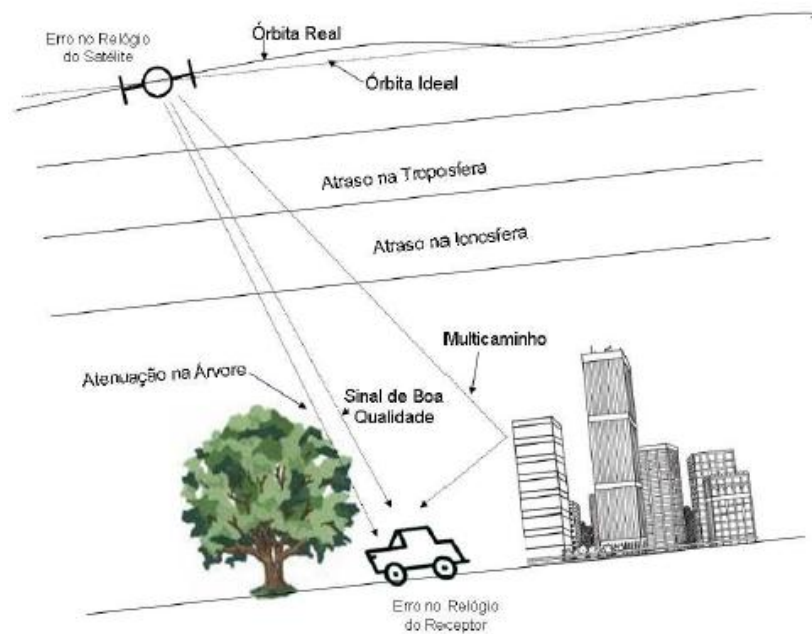 Erro no Relógio
do Satélite
Órbita Real
Órbita Ideal
Atraso na Troposfera
Atraso na Ionosfera
Multicaminho
Atenuação na Árvore
Sinal de Boa
Qualidade
Erro no Relógio
do Receptor